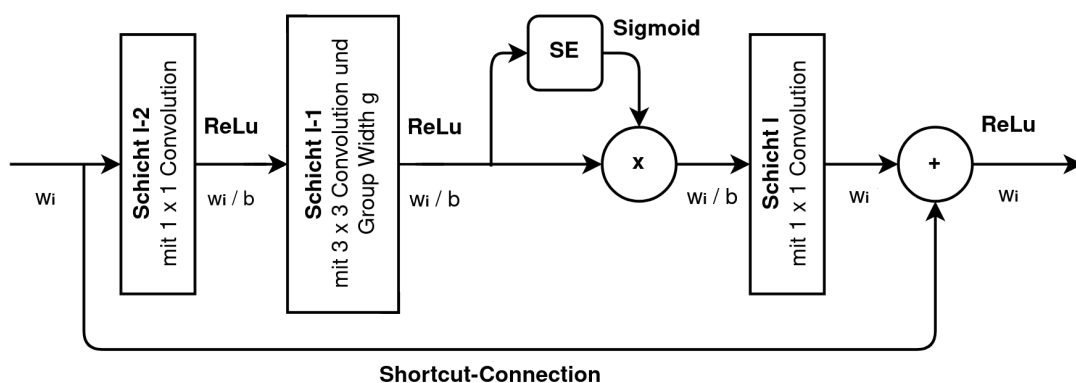 wi
Schicht l-2
mit 1 x 1 Convolution
ReLu
wi / b
Schicht l-1
mit 3 x 3 Convolution und
Group Width g
ReLu
wi / b
SE
Sigmoid
x
wi / b
Schicht l
mit 1 x 1 Convolution
wi
+
ReLu
wi
Shortcut-Connection